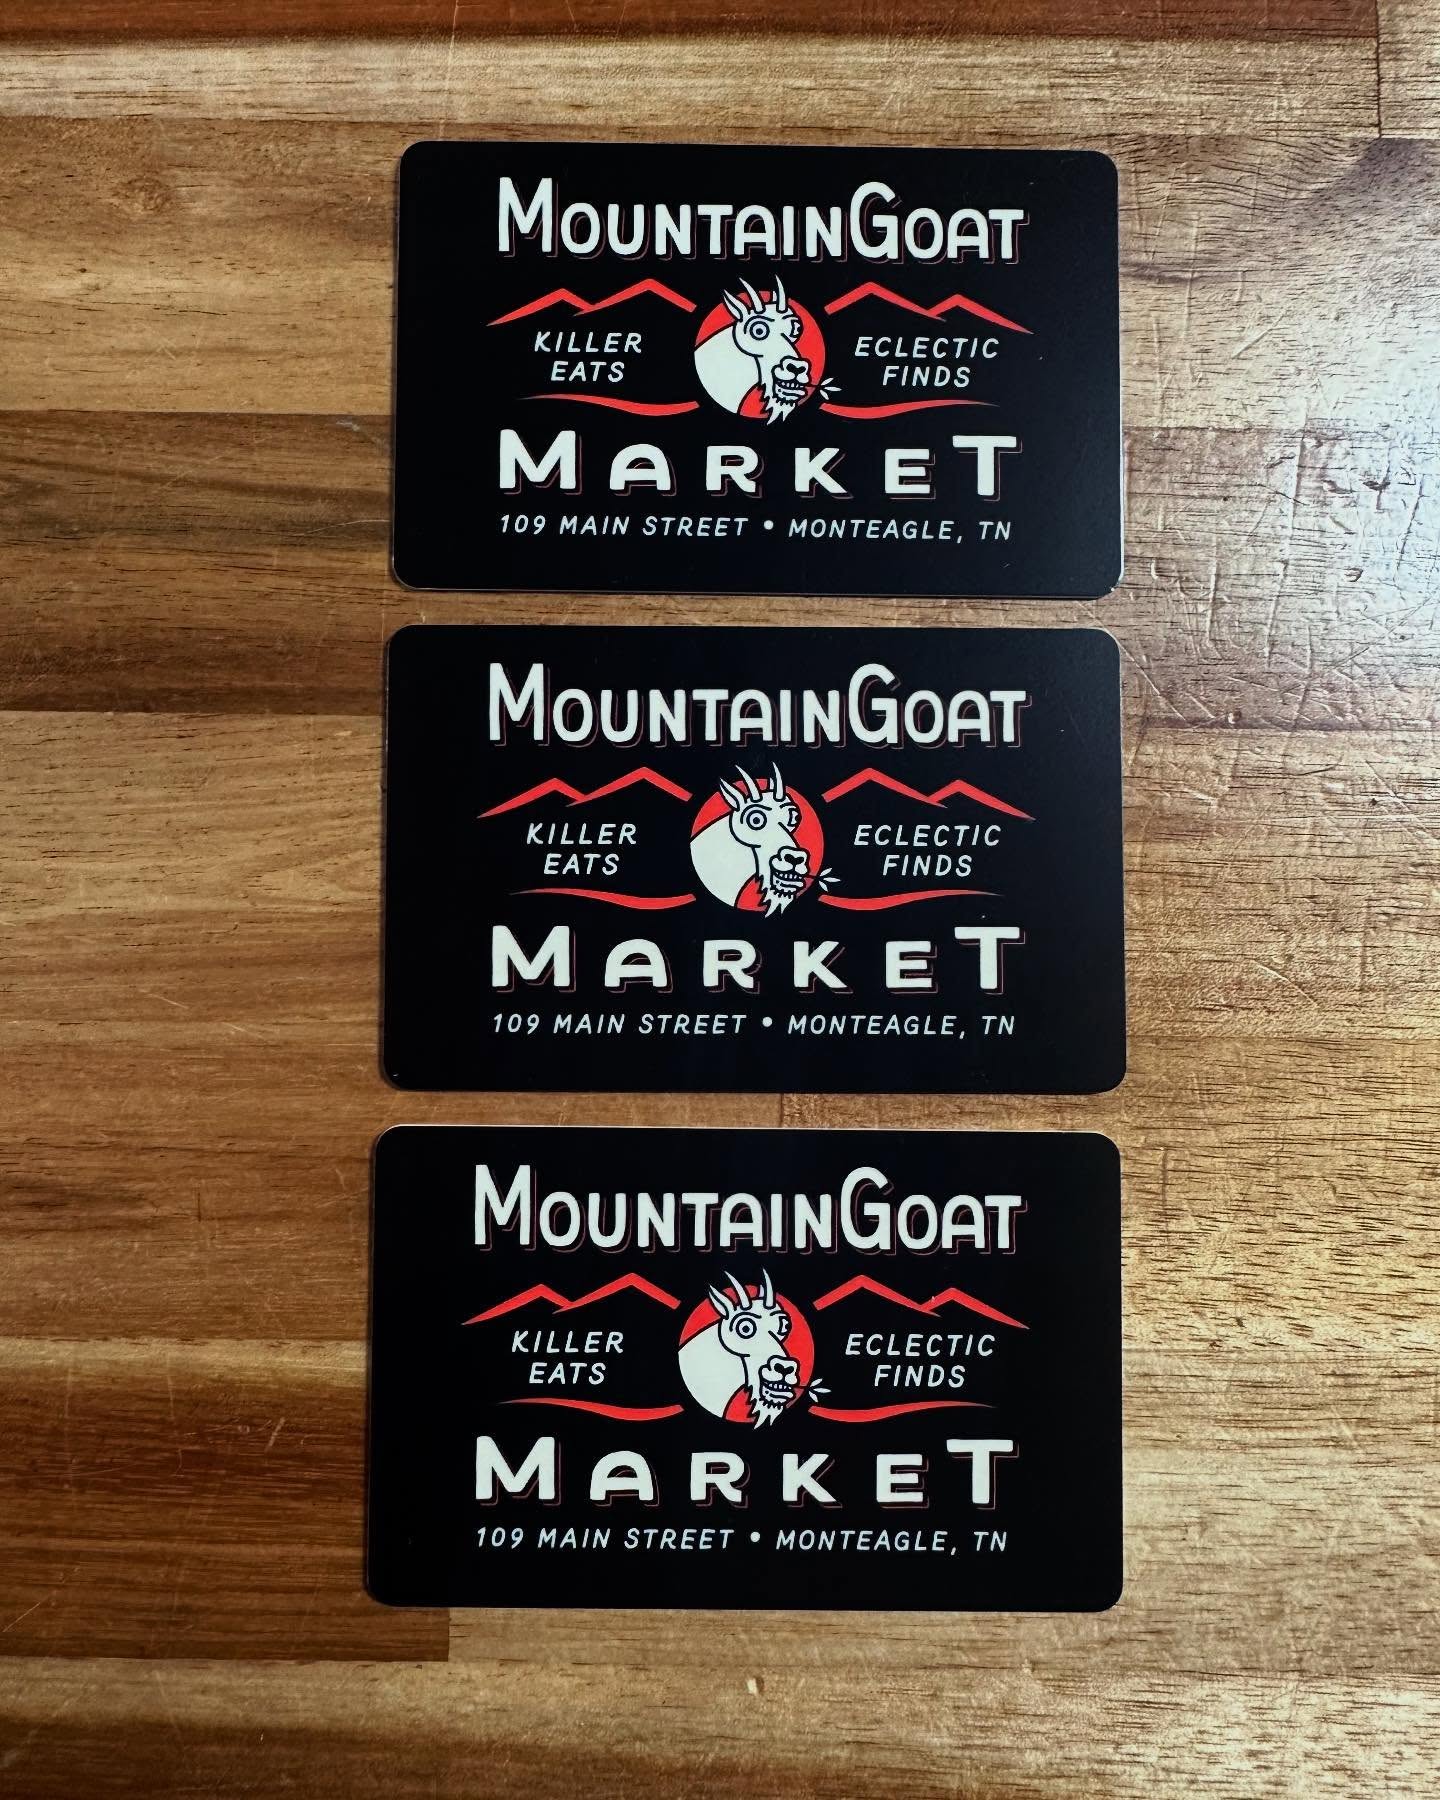 MOUNTAINGOAT
KILLER
EATS
ECLECTIC
FINDS
MARKET
109 MAIN STREET • MONTEAGLE, TN
MOUNTAINGOAT
KILLER
EATS
ECLECTIC
FINDS
MARKET
109 MAIN STREET • MONTEAGLE, TN
MOUNTAINGOAT
KILLER
EATS
ECLECTIC
FINDS
MARKET
109 MAIN STREET • MONTEAGLE, TN